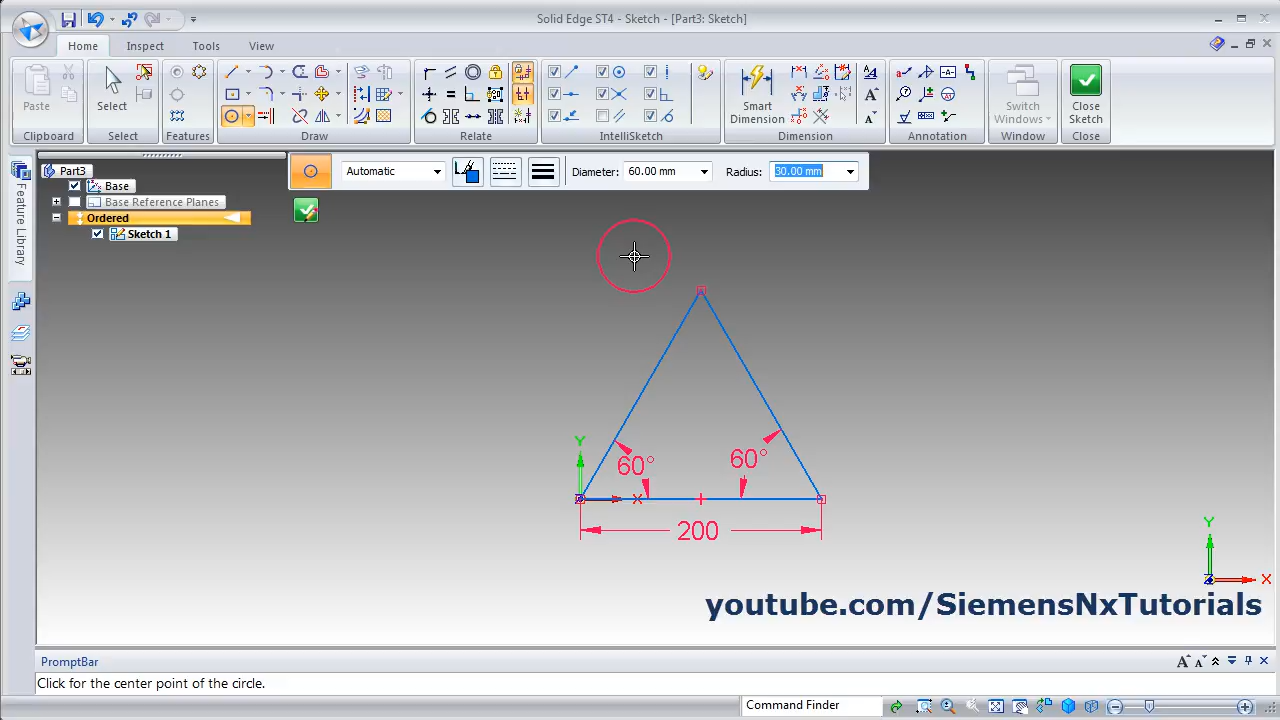 Solid Edge ST4 - Sketch - [Part3: Sketch]
Home Inspect Tools View
Paste
Select
Smart Dimension
Switch Windows
Close Sketch
Clipboard Select Features Draw Relate IntelliSketch Dimension Annotation Window Close
Feature Library
Automatic
Diameter: 60.00 mm
Radius: 30.00 mm
Part3
Base
Base Reference Planes
Ordered
Sketch 1
Y
60°
60°
X
200
Y
X
youtube.com/SiemensNxTutorials
PromptBar
Click for the center point of the circle.
Command Finder